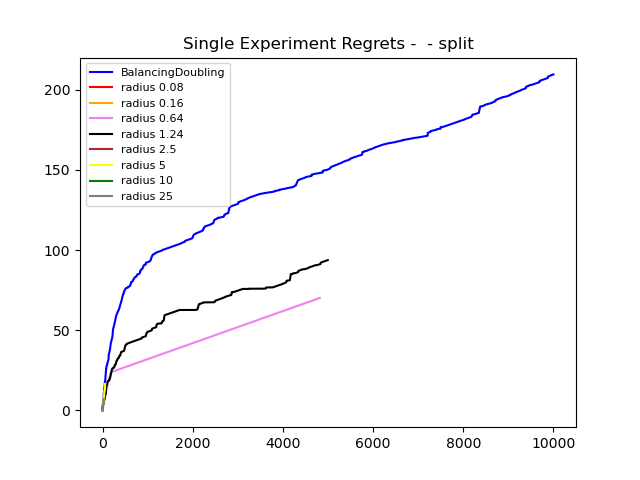 Single Experiment Regrets -  - split
BalancingDoubling
radius 0.08
radius 0.16
radius 0.64
radius 1.24
radius 2.5
radius 5
radius 10
radius 25
200
150
100
50
0
0 2000 4000 6000 8000 10000